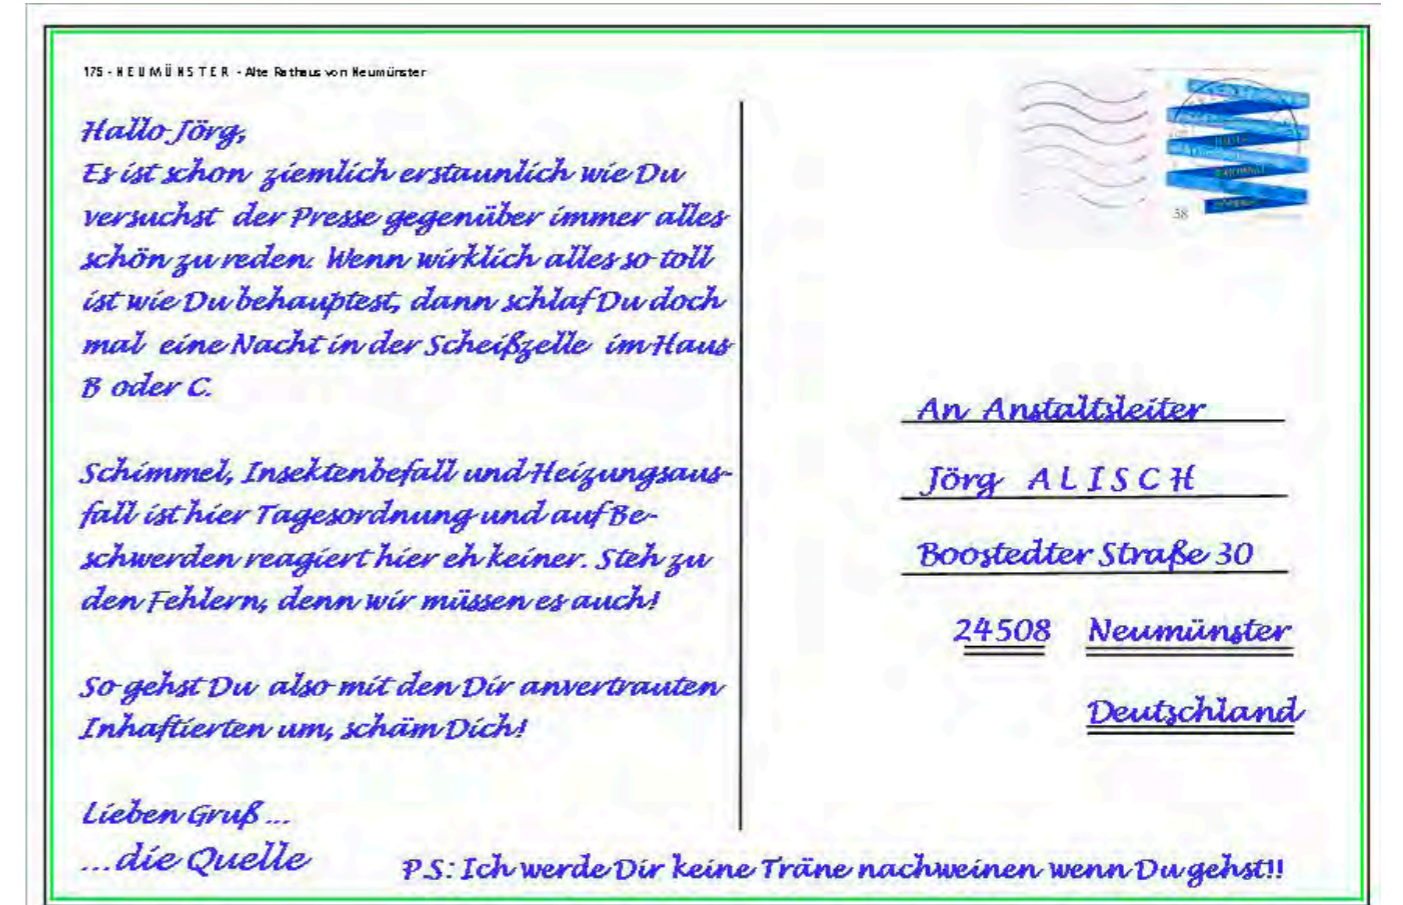 175 - NEUMÜNSTER - Alte Rathaus von Neumünster
Hallo Jörg,
Es ist schon ziemlich erstaunlich wie Du
versuchst der Presse gegenüber immer alles
schön zu reden. Wenn wirklich alles so toll
ist wie Du behauptest, dann schlaf Du doch
mal eine Nacht in der Scheißzelle im Haus
B oder C.
Schimmel, Insektenbefall und Heizungsaus-
fall ist hier Tagesordnung und auf Be-
schwerden reagiert hier eh keiner. Steh zu
den Fehlern, denn wir müssen es auch!
So gehst Du also mit den Dir anvertrauten
Inhaftierten um, schäm Dich!
Lieben Gruß ...
...die Quelle
P.S: Ich werde Dir keine Träne nachweinen wenn Du gehst!!
58
An Anstaltsleiter
Jörg ALISCH
Boostedter Straße 30
24508 Neumünster
Deutschland